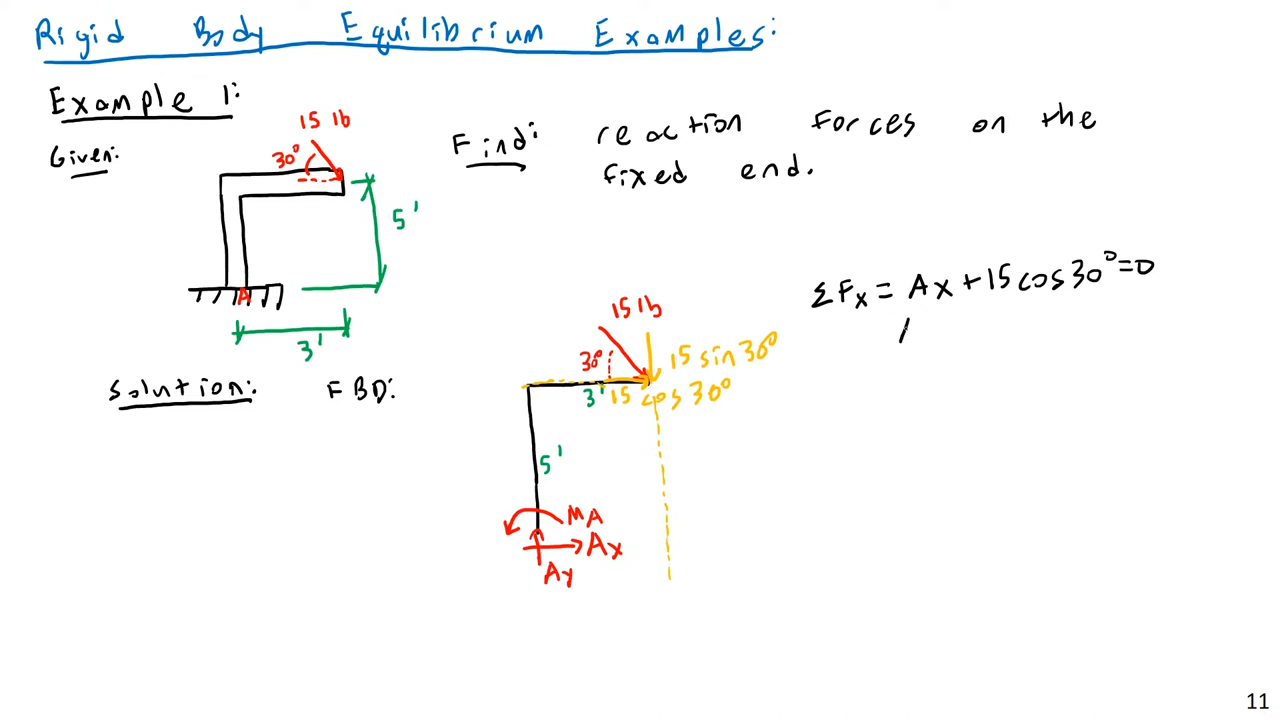 Rigid Body Equilibrium Examples:
Example 1:
Given:
15 lb
30°
5'
A
3'
Find: reaction forces on the
fixed end.
Solution: FBD:
15 lb
30°
15 sin 30°
3'
15 cos 30°
5'
MA
Ax
Ay
ΣFx = Ax + 15 cos 30° = 0
11